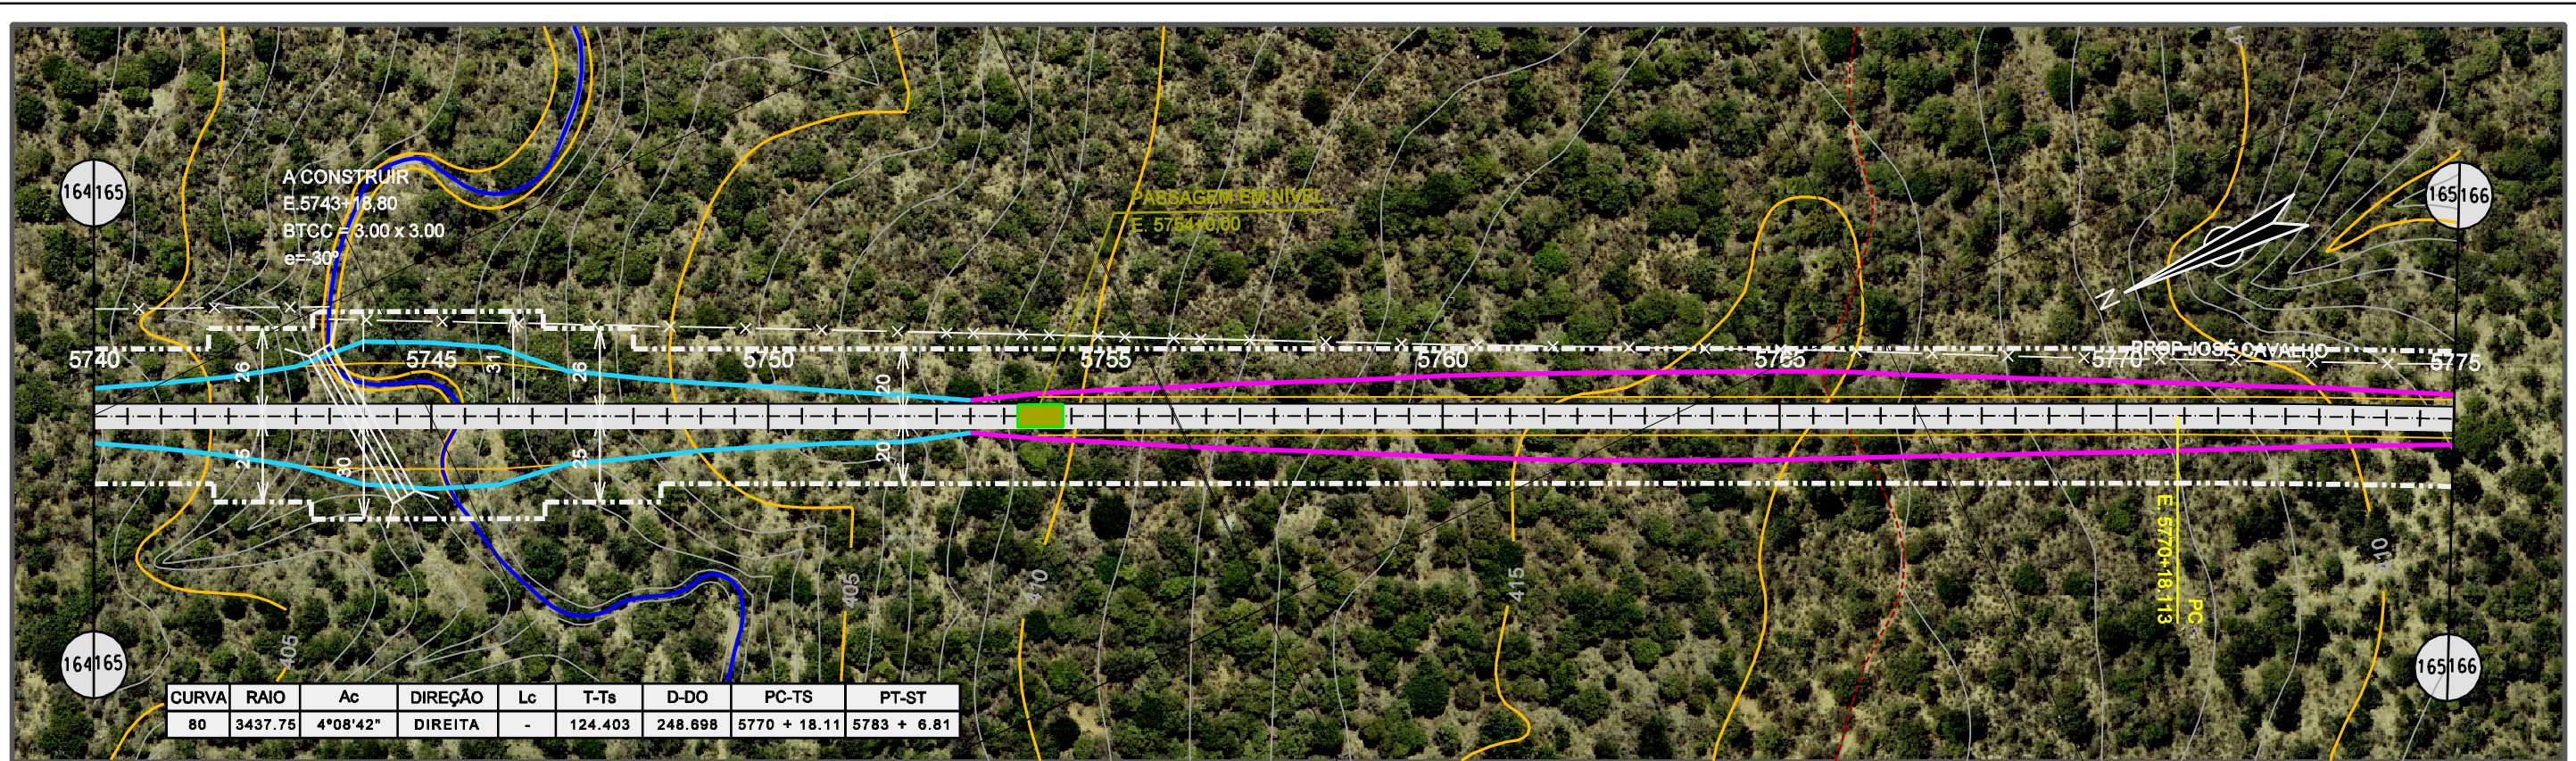 41
164 165
165 166
A CONSTRUIR
E.5743+18,80
BTCC = 3.00 x 3.00
e=-30°
PASSAGEM EM NÍVEL
E. 5754+0,00
N
PROP. JOSÉ CAVALHO
5740
5745
5750
5755
5760
5765
5770
5775
26
31
26
20
25
30
25
20
E. 5770+18.113
PC
405
405
410
415
410
164 165
165 166
CURVA RAIO Ac DIREÇÃO Lc T-Ts D-DO PC-TS PT-ST
80 3437.75 4°08'42" DIREITA - 124.403 248.698 5770 + 18.11 5783 + 6.81